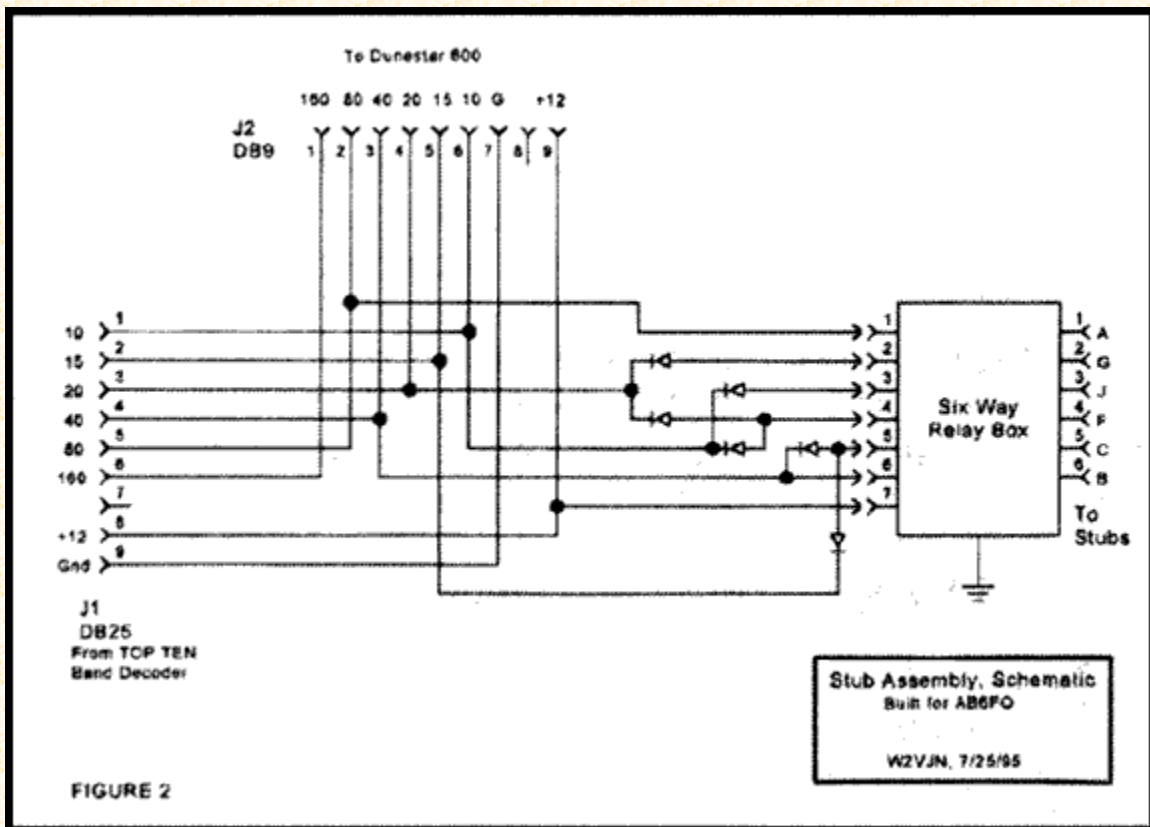 To Dunestar 600
160 80 40 20 15 10 G +12
J2
DB9
1 2 3 4 5 6 7 8 9
10 1
15 2
20 3
40 4
80 5
160 6
7
+12 8
Gnd 9
J1
DB25
From TOP TEN
Band Decoder
1
2
3
4
5
6
7
Six Way
Relay Box
1 A
2 G
3 J
4 F
5 C
6 B
To
Stubs
Stub Assembly, Schematic
Built for AB6FO
W2VJN, 7/25/95
FIGURE 2